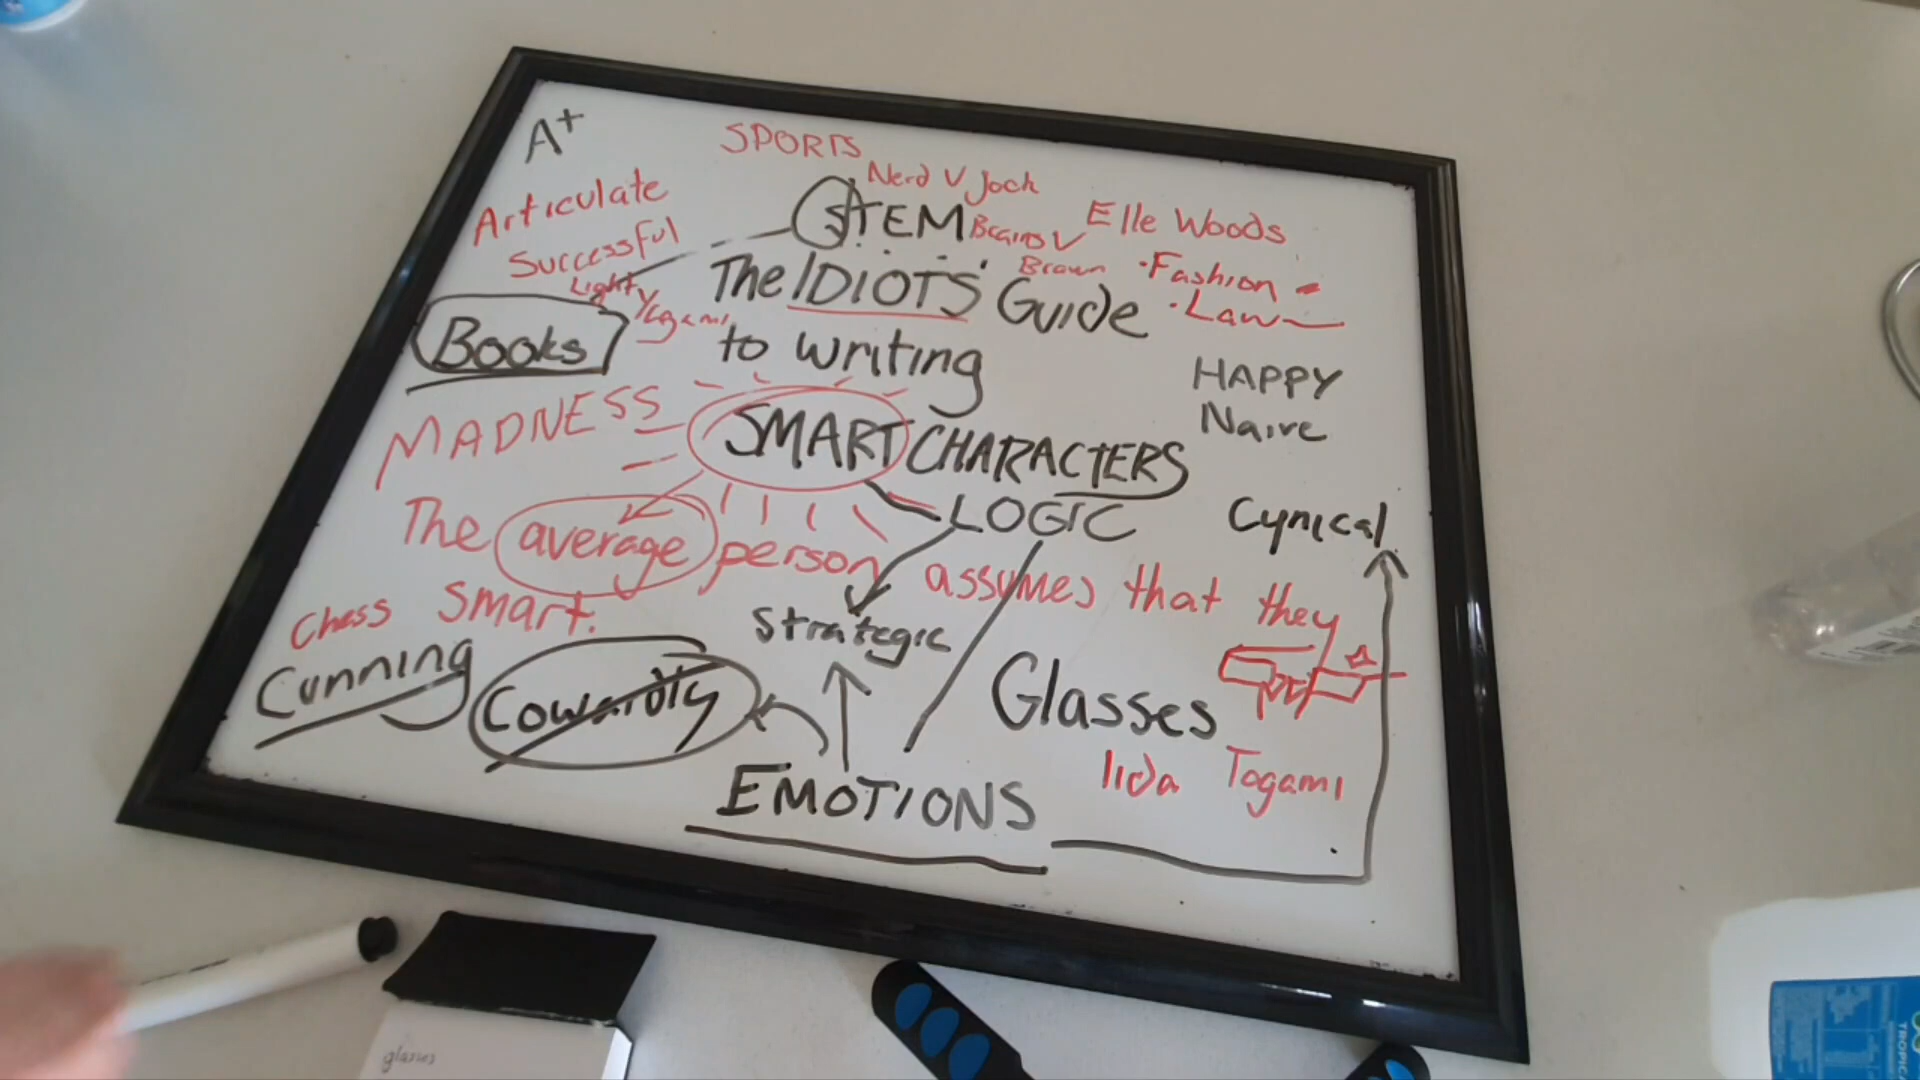 A+
SPORTS
Nerd V Jock
Articulate
STEM
Brains V
Brawn
Elle Woods
Successful
Light
Yagami
The IDIOTS Guide
• Fashion
• Law
Books
to writing
HAPPY
Naive
MADNESS
SMART CHARACTERS
LOGIC
Cynical
The average person assumes that they
Chess Smart.
Strategic
Cunning
Cowardly
Glasses
Iida Togami
EMOTIONS
glasses